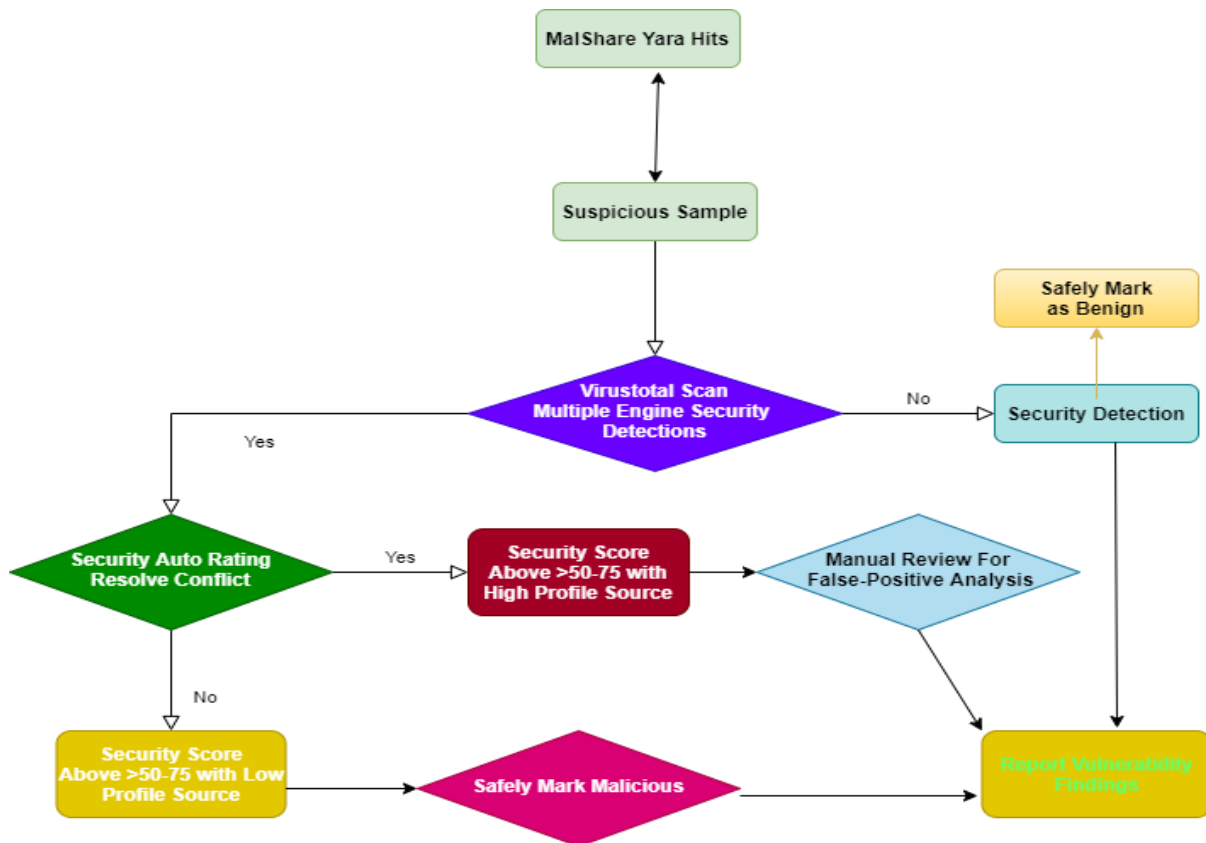 MalShare Yara Hits
Suspicious Sample
Safely Mark
as Benign
Virustotal Scan
Multiple Engine Security
Detections
No
Security Detection
Yes
Security Auto Rating
Resolve Conflict
Yes
Security Score
Above >50-75 with
High Profile Source
Manual Review For
False-Positive Analysis
No
Security Score
Above >50-75 with Low
Profile Source
Safely Mark Malicious
Report Vulnerability
Findings